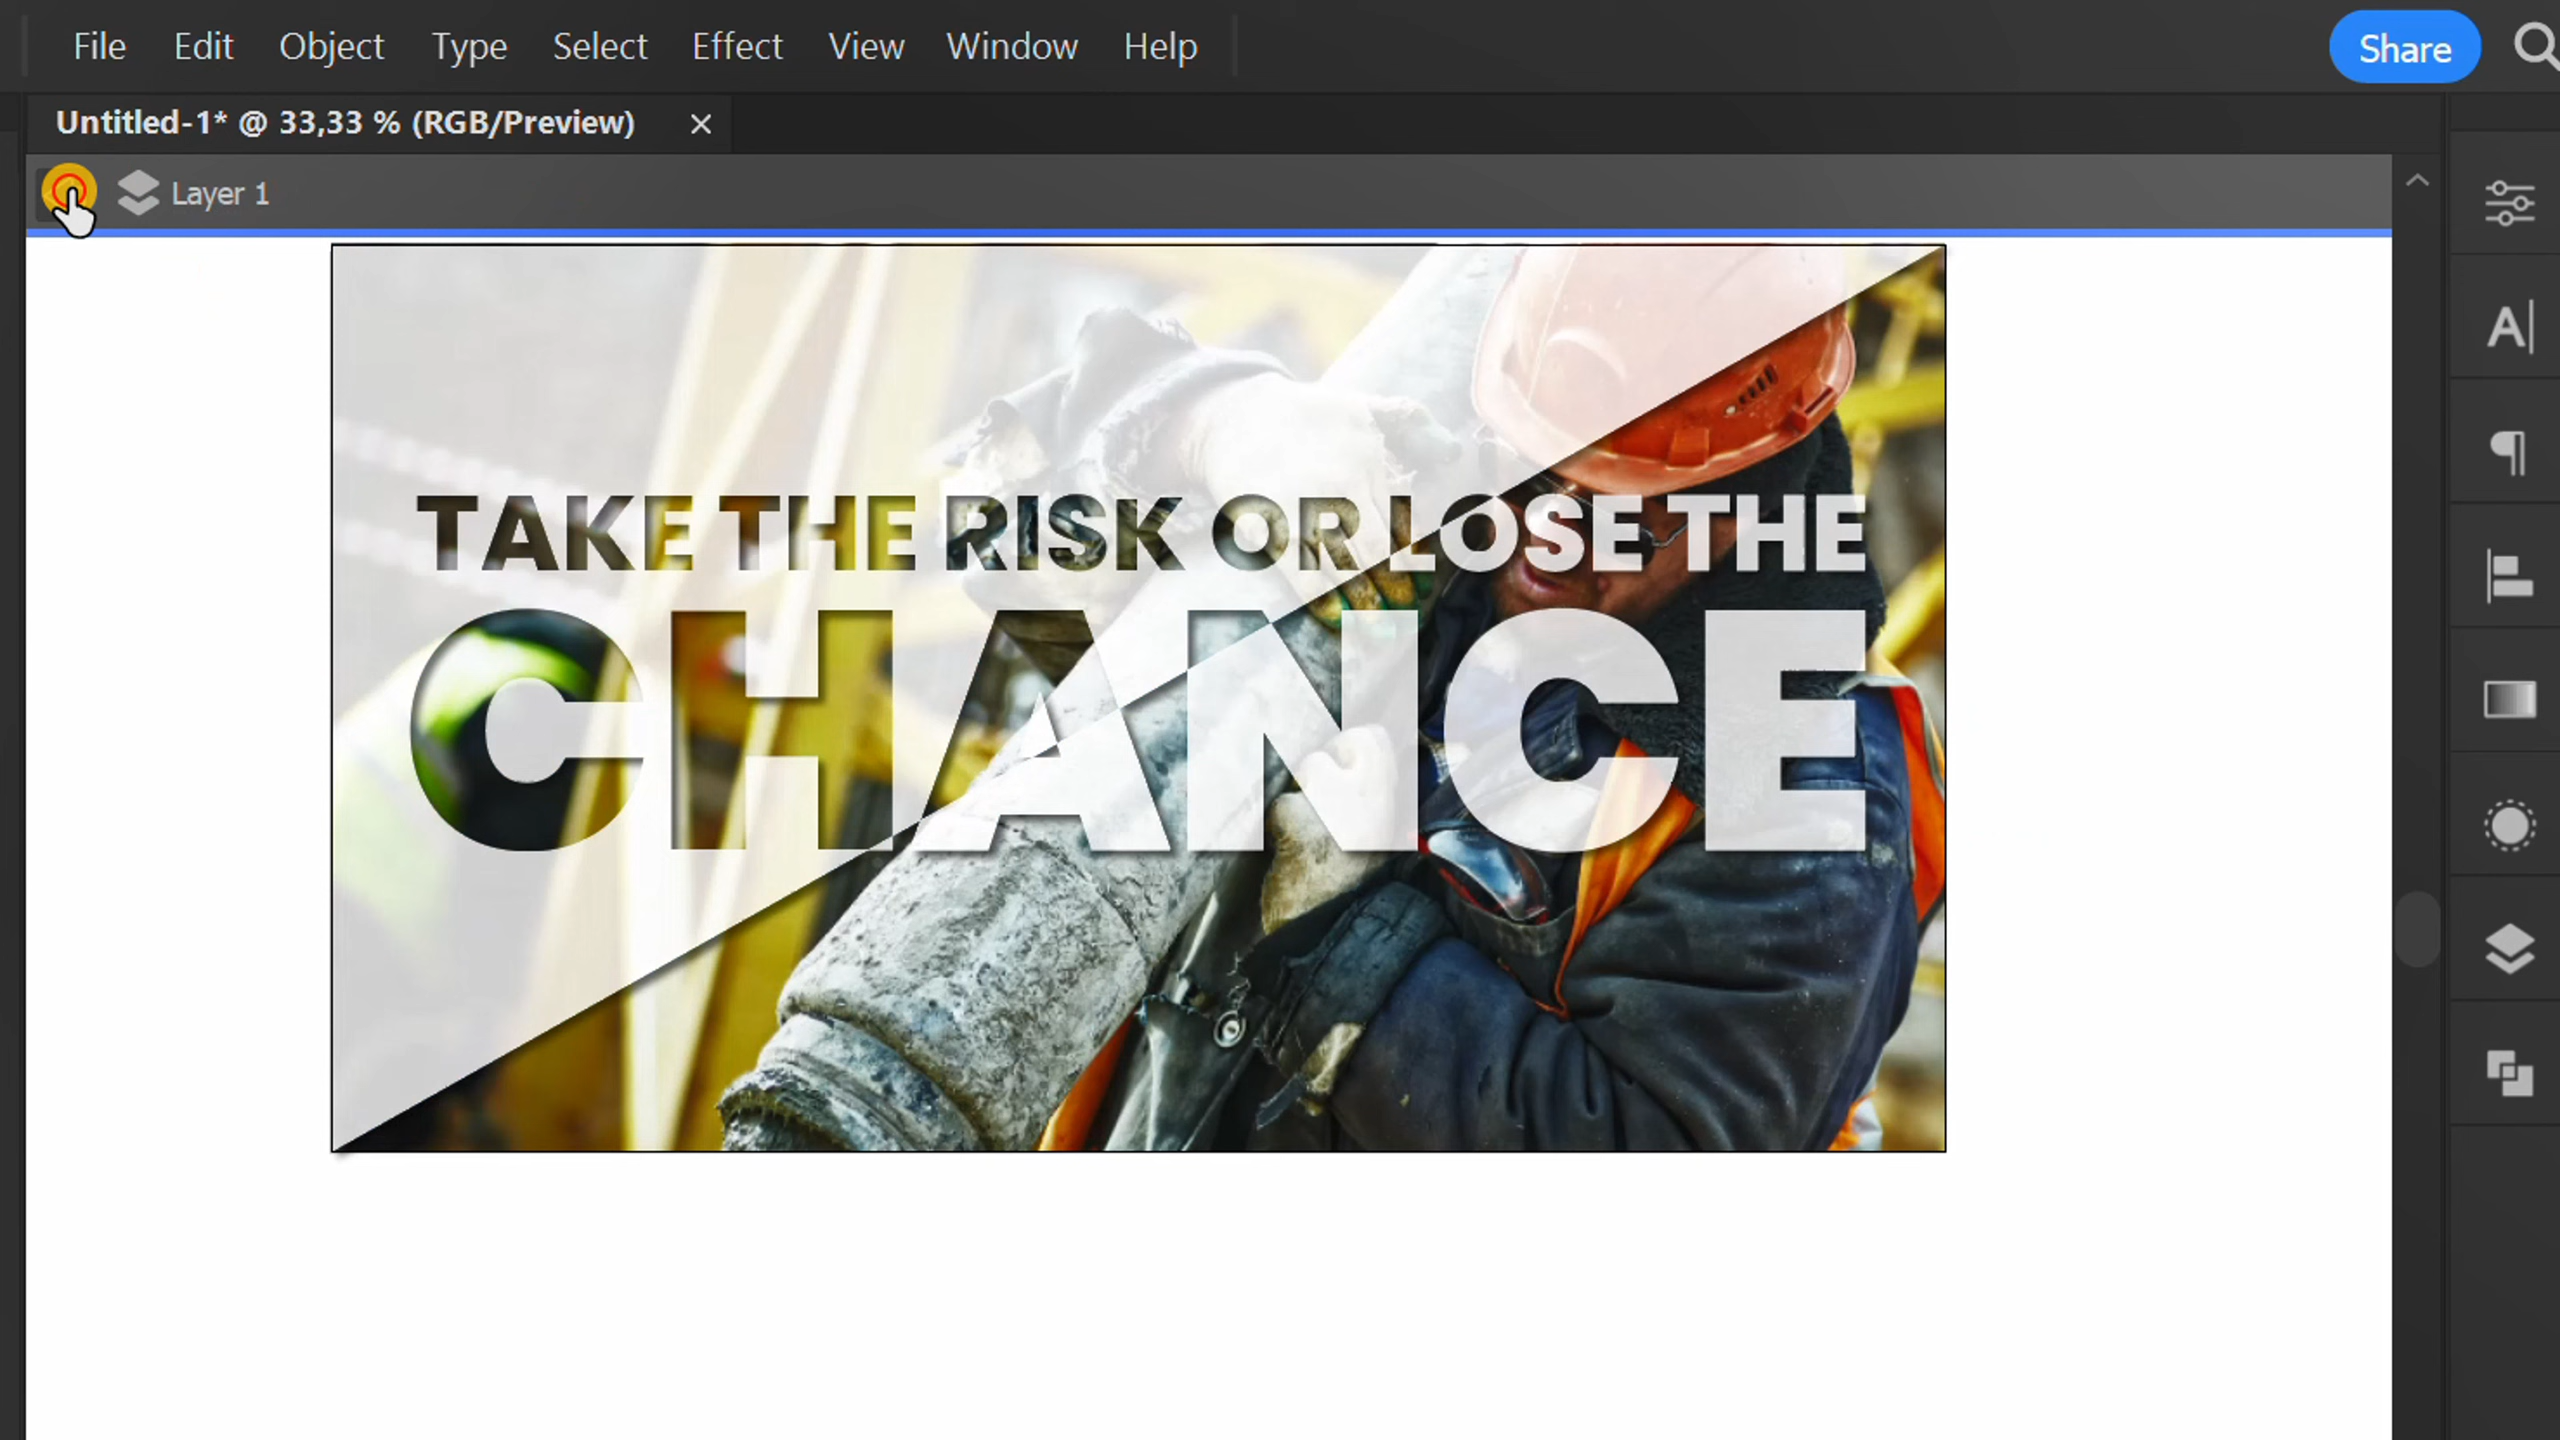 File Edit Object Type Select Effect View Window Help Share
Untitled-1* @ 33,33 % (RGB/Preview) ×
Layer 1
TAKE THE RISK OR LOSE THE
CHANCE